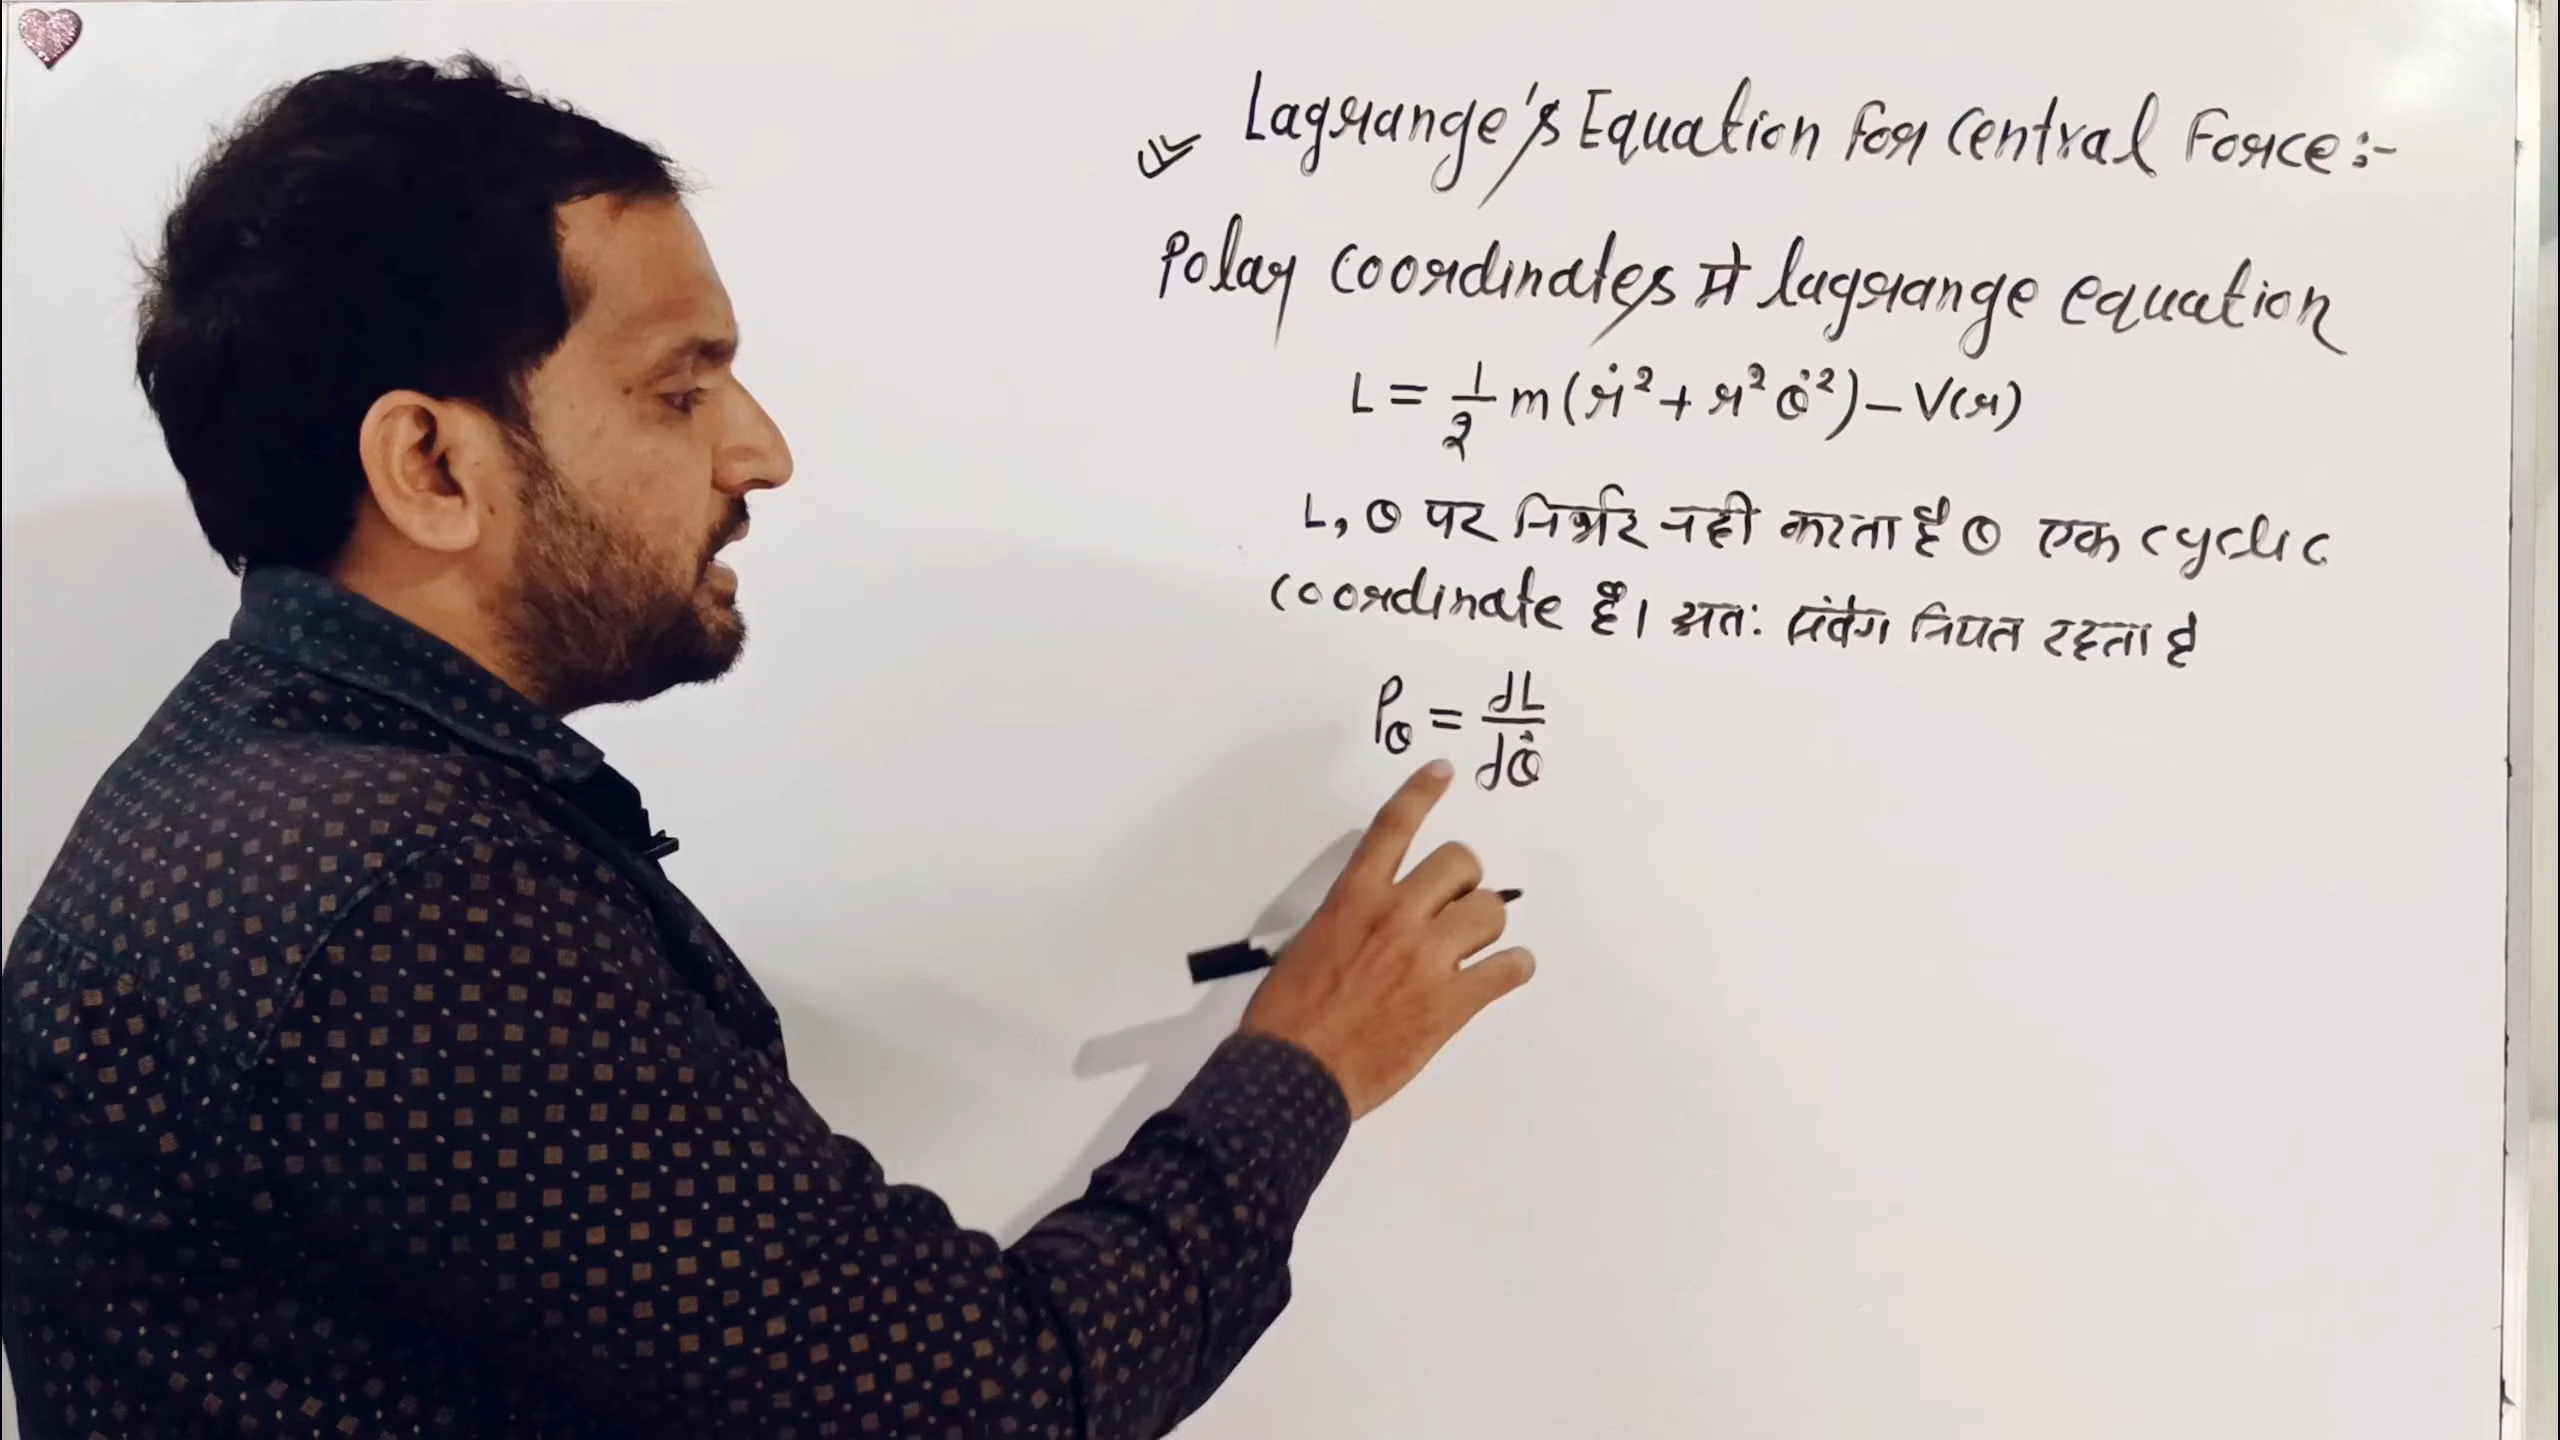 Lagrange's Equation for Central Force:-
Polar coordinates मे lagrange equation
L = 1/2 m(ṙ² + r² θ̇²) – V(r)
L, θ पर निर्भर नही करता है θ एक cyclic
coordinate है। अतः संवेग नियत रहता है
Pθ = dL/dθ̇